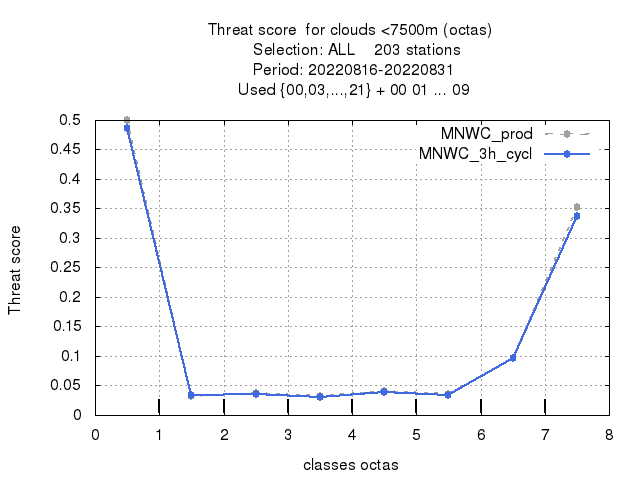 Threat score  for clouds <7500m (octas)
Selection: ALL    203 stations
Period: 20220816-20220831
Used {00,03,...,21} + 00 01 ... 09
MNWC_prod
MNWC_3h_cycl
Threat score
0.5
0.45
0.4
0.35
0.3
0.25
0.2
0.15
0.1
0.05
0
0 1 2 3 4 5 6 7 8
classes octas